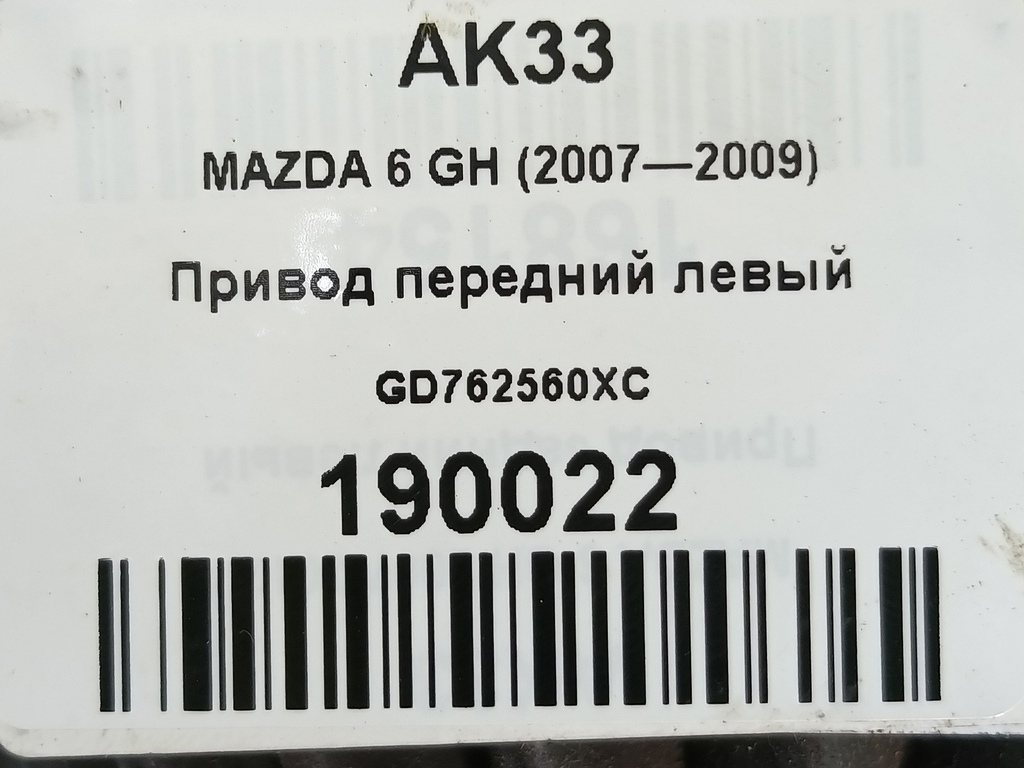 AK33
MAZDA 6 GH (2007—2009)
Привод передний левый
GD762560XC
190022